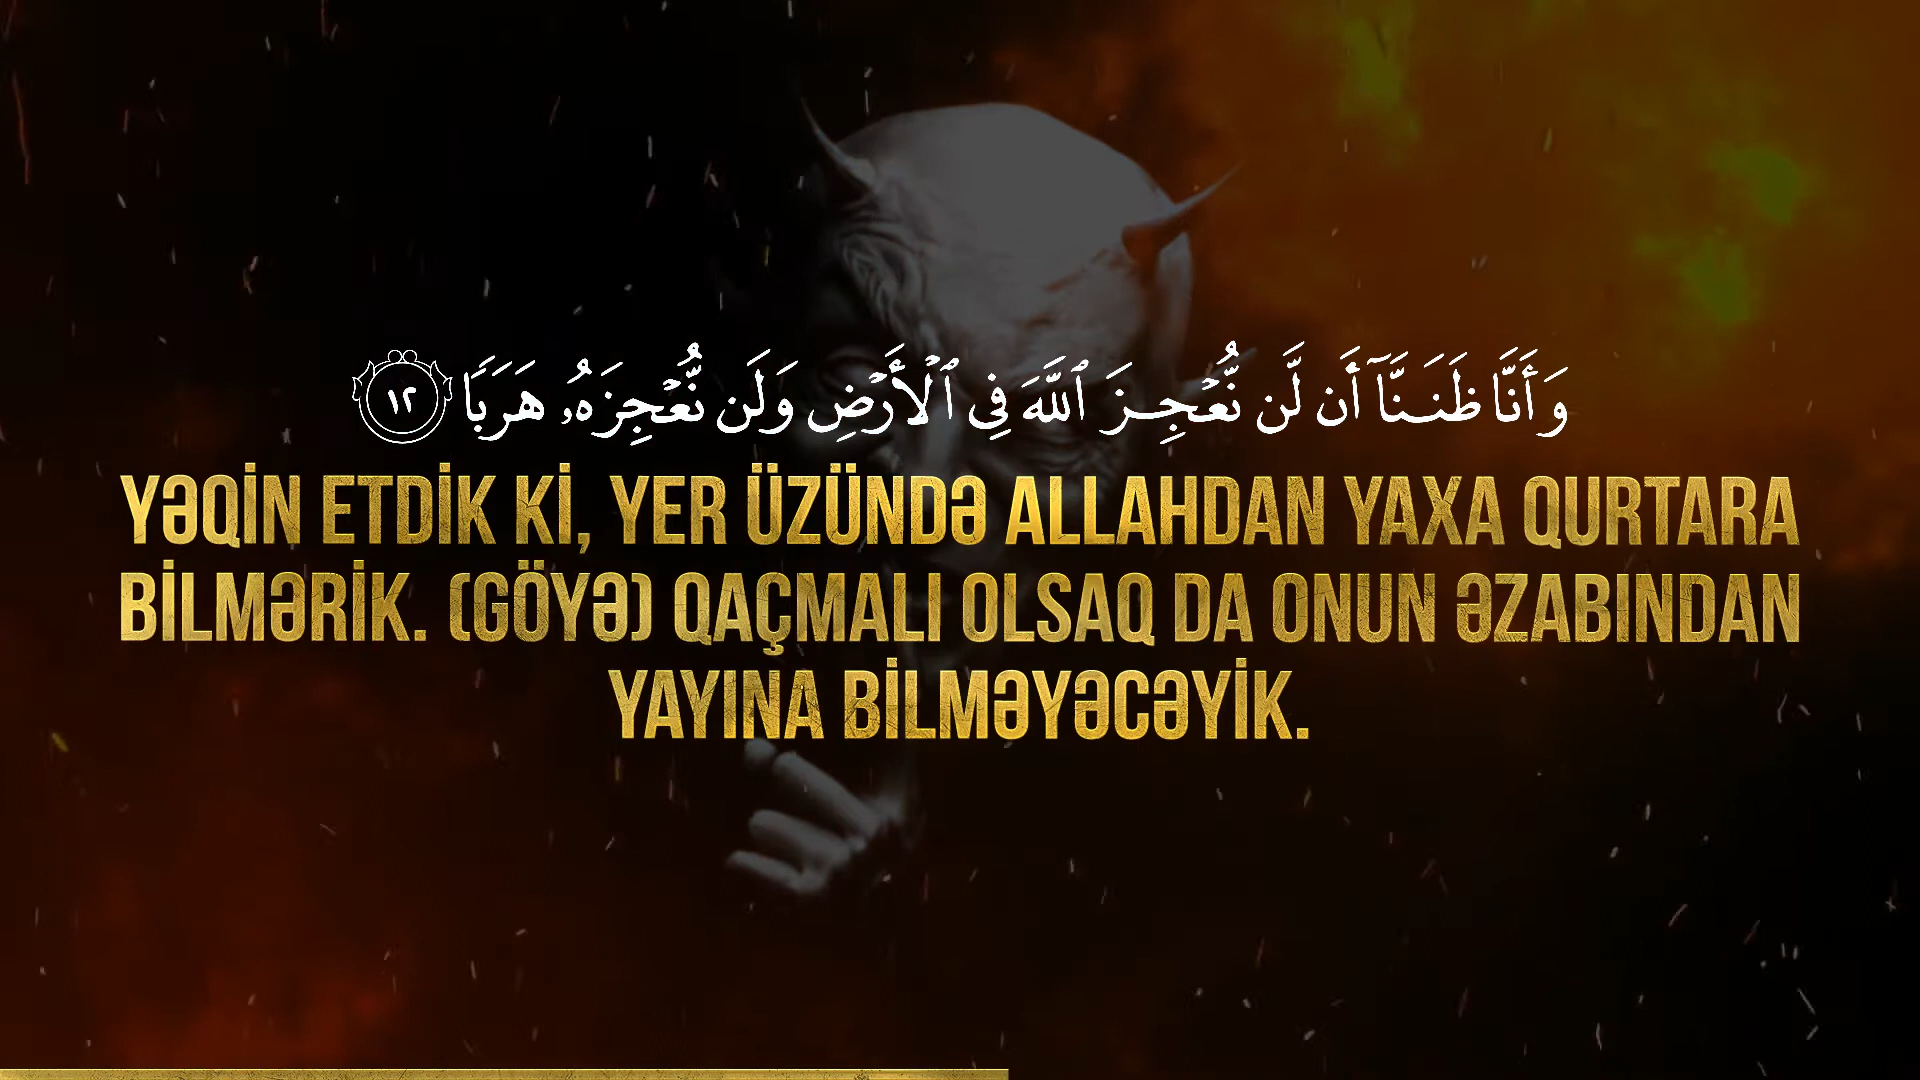 وَأَنَّا ظَنَنَّآ أَن لَّن نُّعْجِزَ ٱللَّهَ فِى ٱلْأَرْضِ وَلَن نُّعْجِزَهُۥ هَرَبًا ١٢
YƏQİN ETDİK Kİ, YER ÜZÜNDƏ ALLAHDAN YAXA QURTARA
BİLMƏRİK. (GÖYƏ) QAÇMALI OLSAQ DA ONUN ƏZABINDAN
YAYINA BİLMƏYƏCƏYİK.